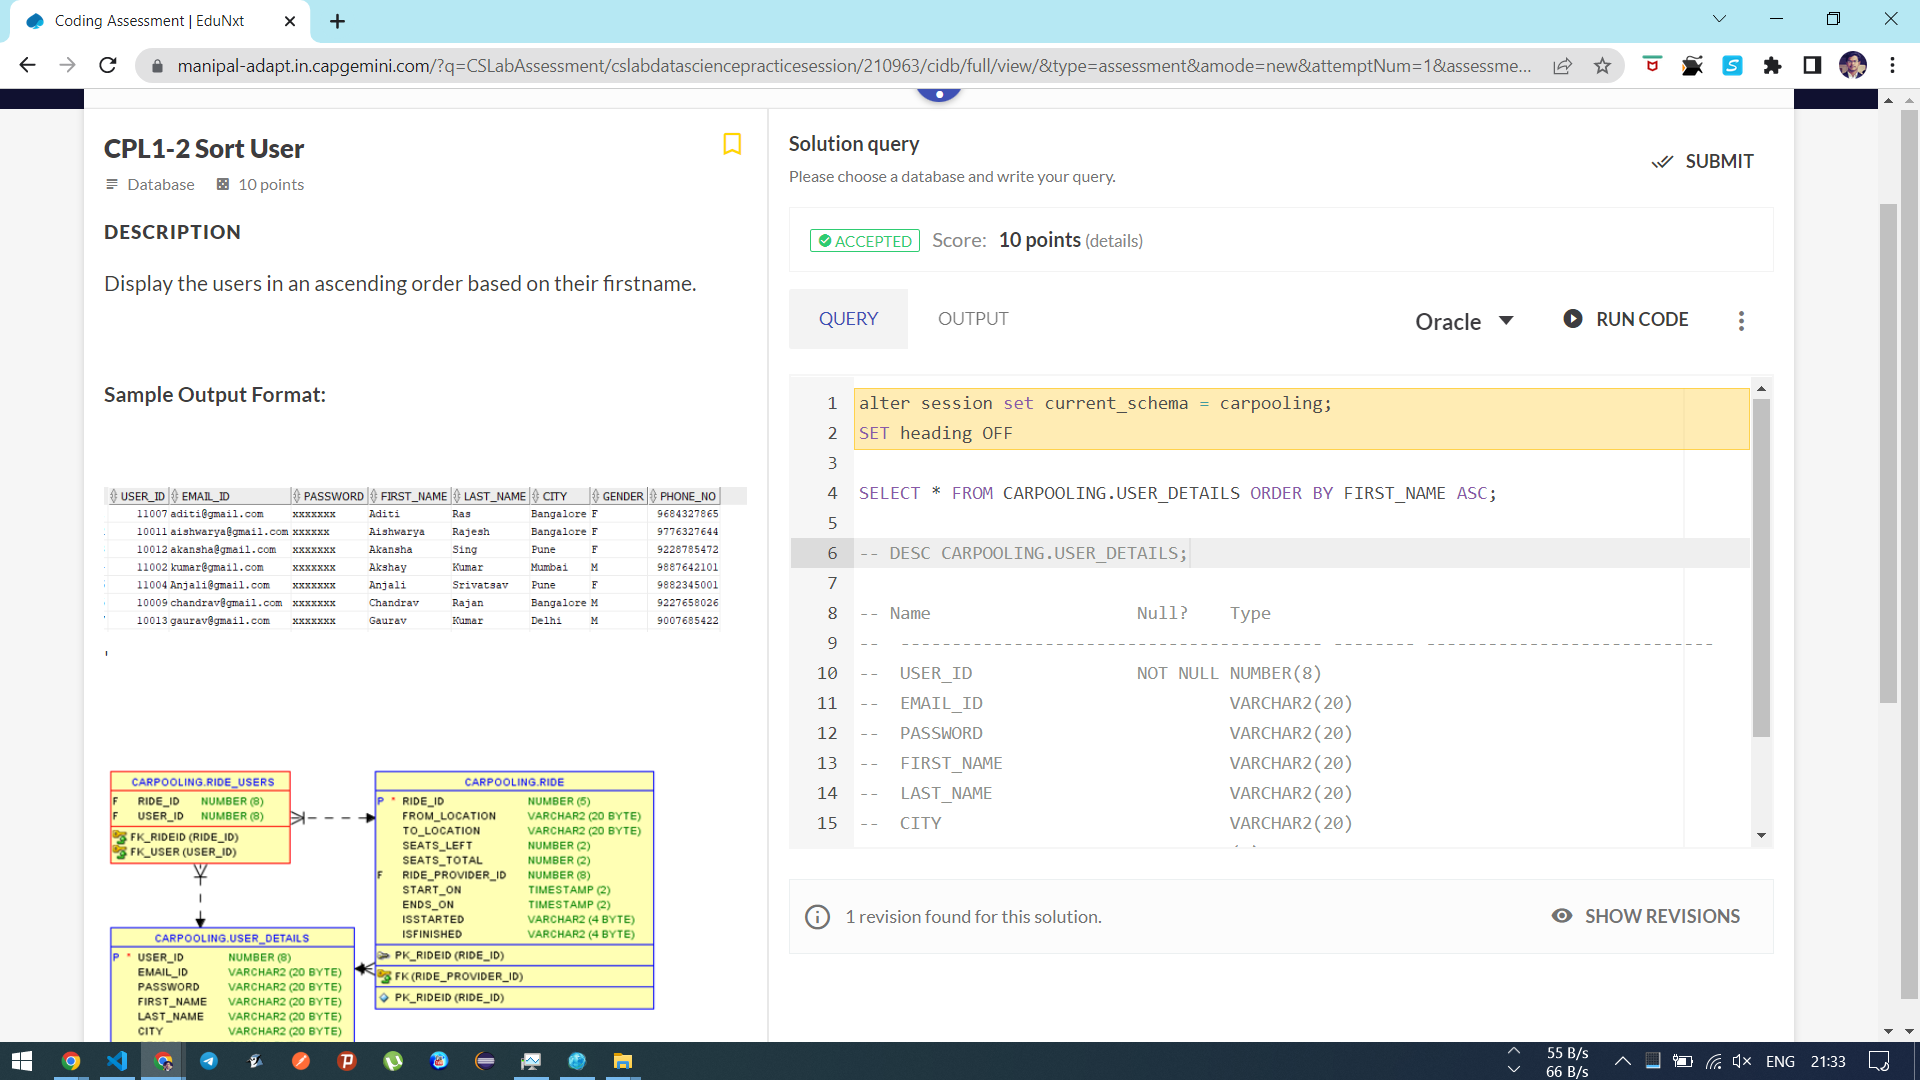 Coding Assessment | EduNxt
manipal-adapt.in.capgemini.com/?q=CSLabAssessment/cslabdatasciencepracticesession/210963/cidb/full/view/&type=assessment&amode=new&attemptNum=1&assessme...
CPL1-2 Sort User
Database 10 points
DESCRIPTION
Display the users in an ascending order based on their firstname.
Sample Output Format:
USER_ID EMAIL_ID PASSWORD FIRST_NAME LAST_NAME CITY GENDER PHONE_NO
11007 aditi@gmail.com xxxxxxx Aditi Ras Bangalore F 9684327865
10011 aishwarya@gmail.com xxxxxx Aishwarya Rajesh Bangalore F 9776327644
10012 akansha@gmail.com xxxxxxx Akansha Sing Pune F 9228785472
11002 kumar@gmail.com xxxxxxx Akshay Kumar Mumbai M 9887642101
11004 Anjali@gmail.com xxxxxxx Anjali Srivatsav Pune F 9882345001
10009 chandrav@gmail.com xxxxxxx Chandrav Rajan Bangalore M 9227658026
10013 gaurav@gmail.com xxxxxxx Gaurav Kumar Delhi M 9007685422
CARPOOLING.RIDE_USERS
F RIDE_ID NUMBER (8)
F USER_ID NUMBER (8)
FK_RIDEID (RIDE_ID)
FK_USER (USER_ID)
CARPOOLING.RIDE
P * RIDE_ID NUMBER (5)
FROM_LOCATION VARCHAR2 (20 BYTE)
TO_LOCATION VARCHAR2 (20 BYTE)
SEATS_LEFT NUMBER (2)
SEATS_TOTAL NUMBER (2)
F RIDE_PROVIDER_ID NUMBER (8)
START_ON TIMESTAMP (2)
ENDS_ON TIMESTAMP (2)
ISSTARTED VARCHAR2 (4 BYTE)
ISFINISHED VARCHAR2 (4 BYTE)
PK_RIDEID (RIDE_ID)
FK (RIDE_PROVIDER_ID)
PK_RIDEID (RIDE_ID)
CARPOOLING.USER_DETAILS
P * USER_ID NUMBER (8)
EMAIL_ID VARCHAR2 (20 BYTE)
PASSWORD VARCHAR2 (20 BYTE)
FIRST_NAME VARCHAR2 (20 BYTE)
LAST_NAME VARCHAR2 (20 BYTE)
CITY VARCHAR2 (20 BYTE)
Solution query
Please choose a database and write your query.
SUBMIT
ACCEPTED Score: 10 points (details)
QUERY OUTPUT Oracle RUN CODE
1 alter session set current_schema = carpooling;
2 SET heading OFF
3
4 SELECT * FROM CARPOOLING.USER_DETAILS ORDER BY FIRST_NAME ASC;
5
6 -- DESC CARPOOLING.USER_DETAILS;
7
8 -- Name Null? Type
9 -- ----------------------------------------- -------- ----------------------------
10 -- USER_ID NOT NULL NUMBER(8)
11 -- EMAIL_ID VARCHAR2(20)
12 -- PASSWORD VARCHAR2(20)
13 -- FIRST_NAME VARCHAR2(20)
14 -- LAST_NAME VARCHAR2(20)
15 -- CITY VARCHAR2(20)
1 revision found for this solution.
SHOW REVISIONS
55 B/s
66 B/s
ENG 21:33